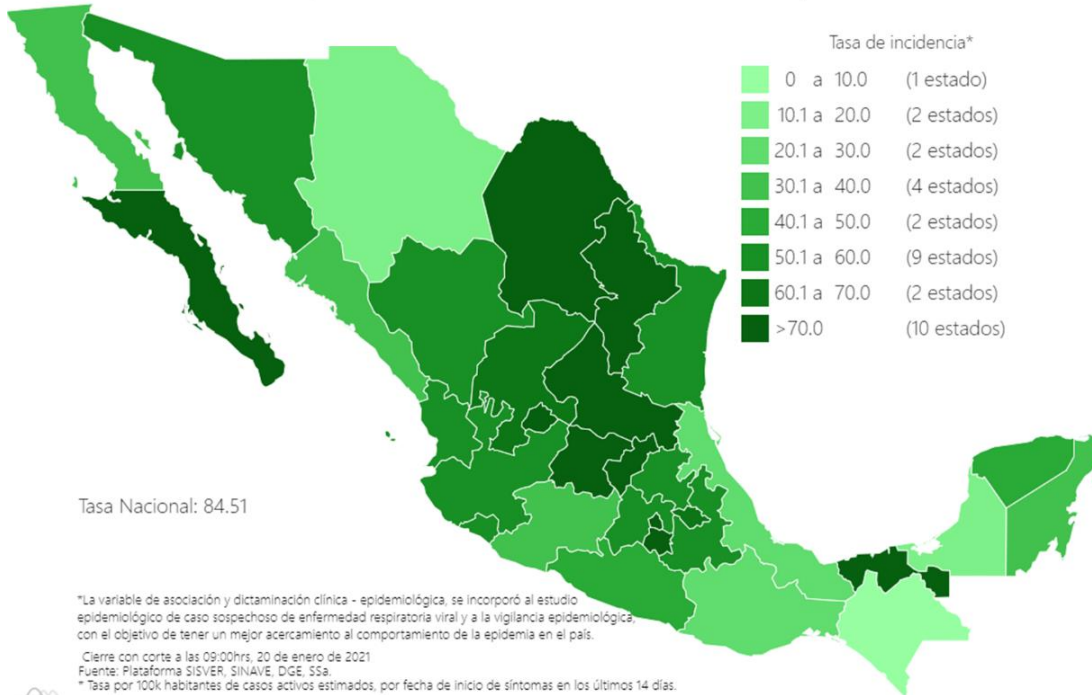 Tasa de incidencia*
0 a 10.0 (1 estado)
10.1 a 20.0 (2 estados)
20.1 a 30.0 (2 estados)
30.1 a 40.0 (4 estados)
40.1 a 50.0 (2 estados)
50.1 a 60.0 (9 estados)
60.1 a 70.0 (2 estados)
>70.0 (10 estados)
Tasa Nacional: 84.51
*La variable de asociación y dictaminación clínica - epidemiológica, se incorporó al estudio
epidemiológico de caso sospechoso de enfermedad respiratoria viral y a la vigilancia epidemiológica,
con el objetivo de tener un mejor acercamiento al comportamiento de la epidemia en el país.
Cierre con corte a las 09:00hrs, 20 de enero de 2021
Fuente: Plataforma SISVER, SINAVE, DGE, SSa.
* Tasa por 100k habitantes de casos activos estimados, por fecha de inicio de síntomas en los últimos 14 días.